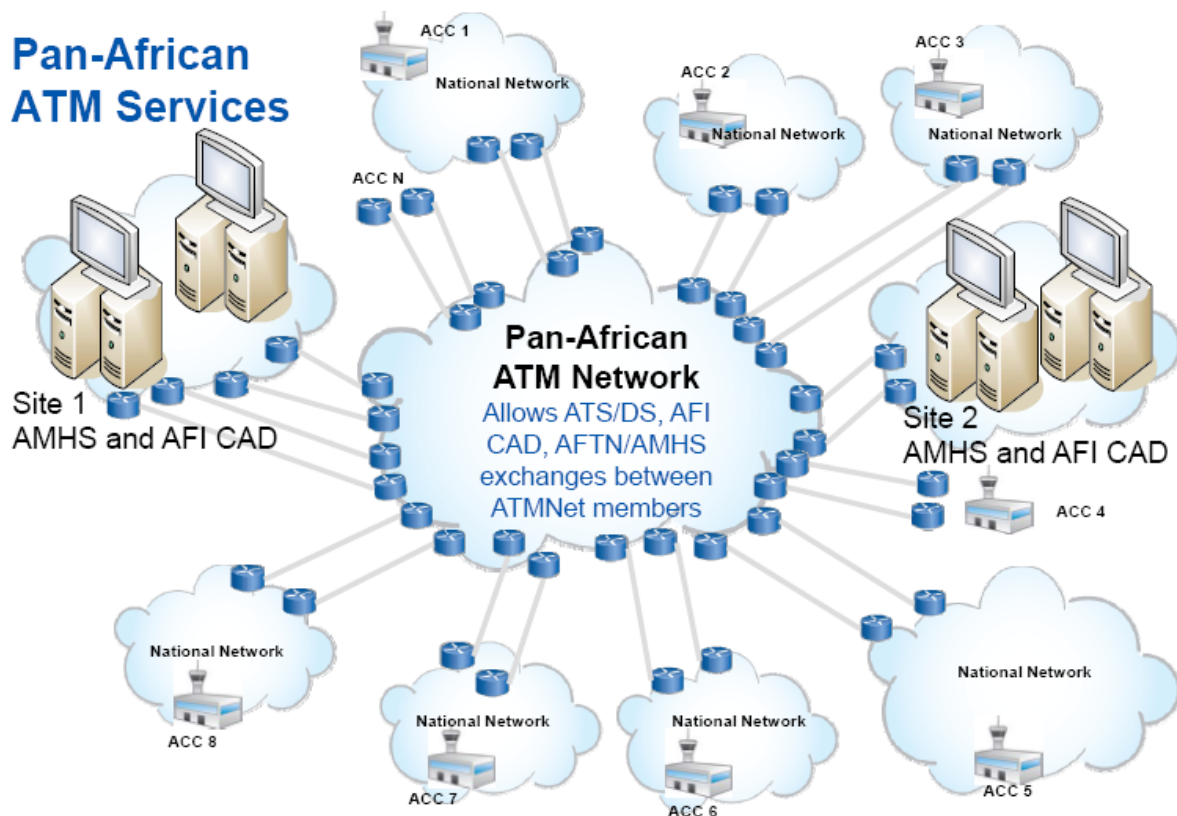 Pan-African
ATM Services
ACC 1
National Network
ACC 2
National Network
ACC 3
National Network
ACC N
Site 1
AMHS and AFI CAD
Pan-African
ATM Network
Allows ATS/DS, AFI
CAD, AFTN/AMHS
exchanges between
ATMNet members
Site 2
AMHS and AFI CAD
ACC 4
National Network
ACC 8
National Network
ACC 7
National Network
ACC 6
National Network
ACC 5